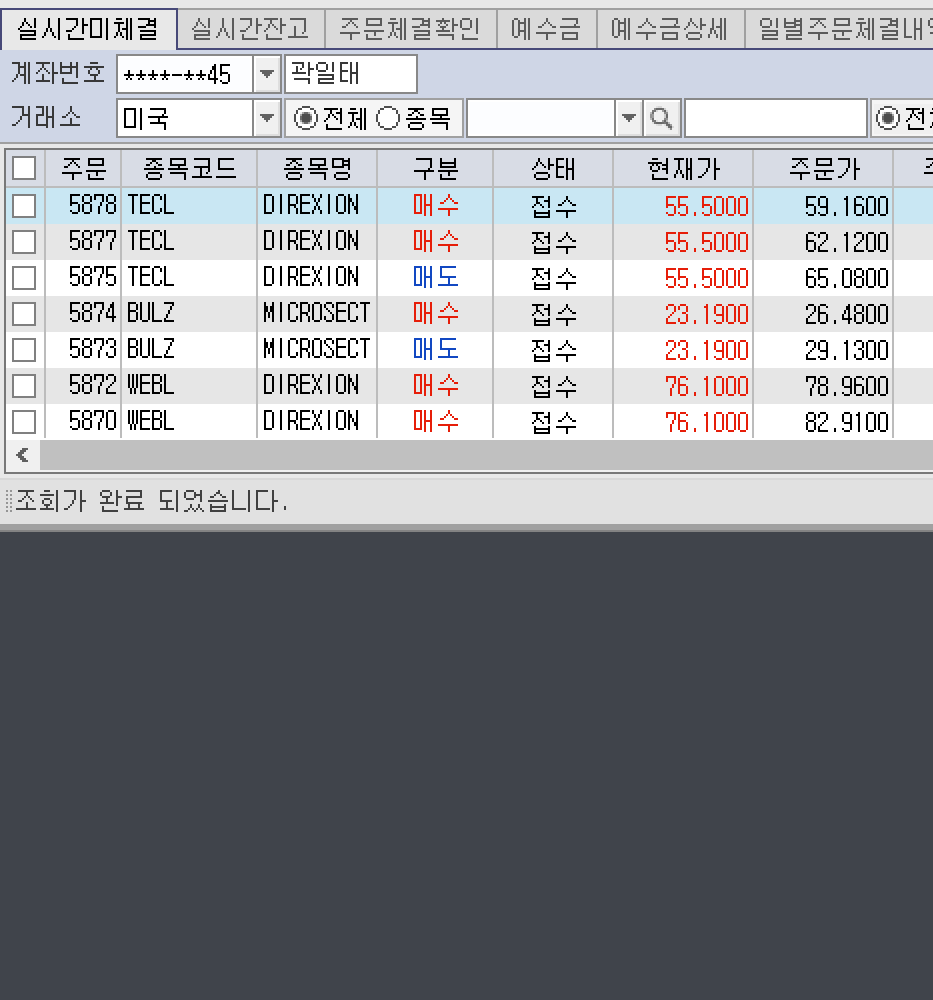 실시간미체결 실시간잔고 주문체결확인 예수금 예수금상세 일별주문체결내역
계좌번호 ****-**45 곽일태
거래소 미국 전체 종목 전체
주문 종목코드 종목명 구분 상태 현재가 주문가
5878 TECL DIREXION 매수 접수 55.5000 59.1600
5877 TECL DIREXION 매수 접수 55.5000 62.1200
5875 TECL DIREXION 매도 접수 55.5000 65.0800
5874 BULZ MICROSECT 매수 접수 23.1900 26.4800
5873 BULZ MICROSECT 매도 접수 23.1900 29.1300
5872 WEBL DIREXION 매수 접수 76.1000 78.9600
5870 WEBL DIREXION 매수 접수 76.1000 82.9100
조회가 완료 되었습니다.